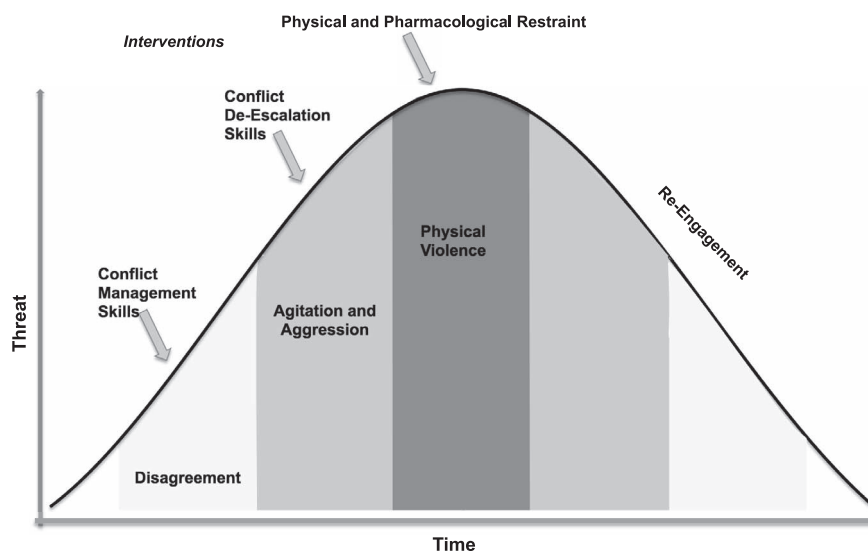 Physical and Pharmacological Restraint
Interventions
Conflict
De-Escalation
Skills
Re-Engagement
Physical
Violence
Conflict
Management
Skills
Agitation and
Aggression
Threat
Disagreement
Time